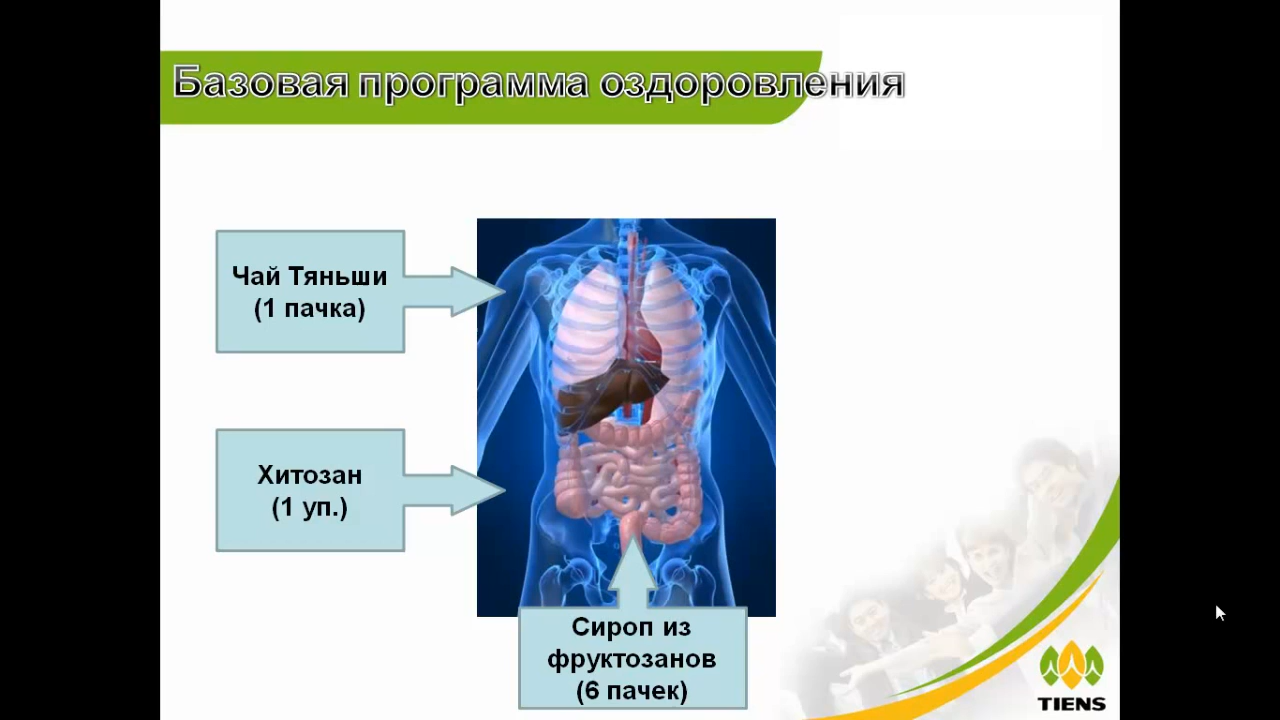 Базовая программа оздоровления
Чай Тяньши
(1 пачка)
Хитозан
(1 уп.)
Сироп из
фруктозанов
(6 пачек)
TIENS